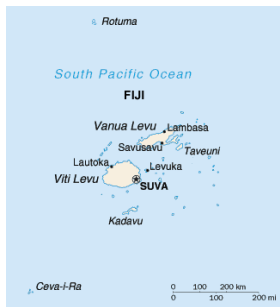 Rotuma
South Pacific Ocean
FIJI
Vanua Levu
Lambasa
Savusavu
Taveuni
Lautoka
Levuka
Viti Levu
SUVA
Kadavu
Ceva-i-Ra
0 100 200 km
0 100 200 mi